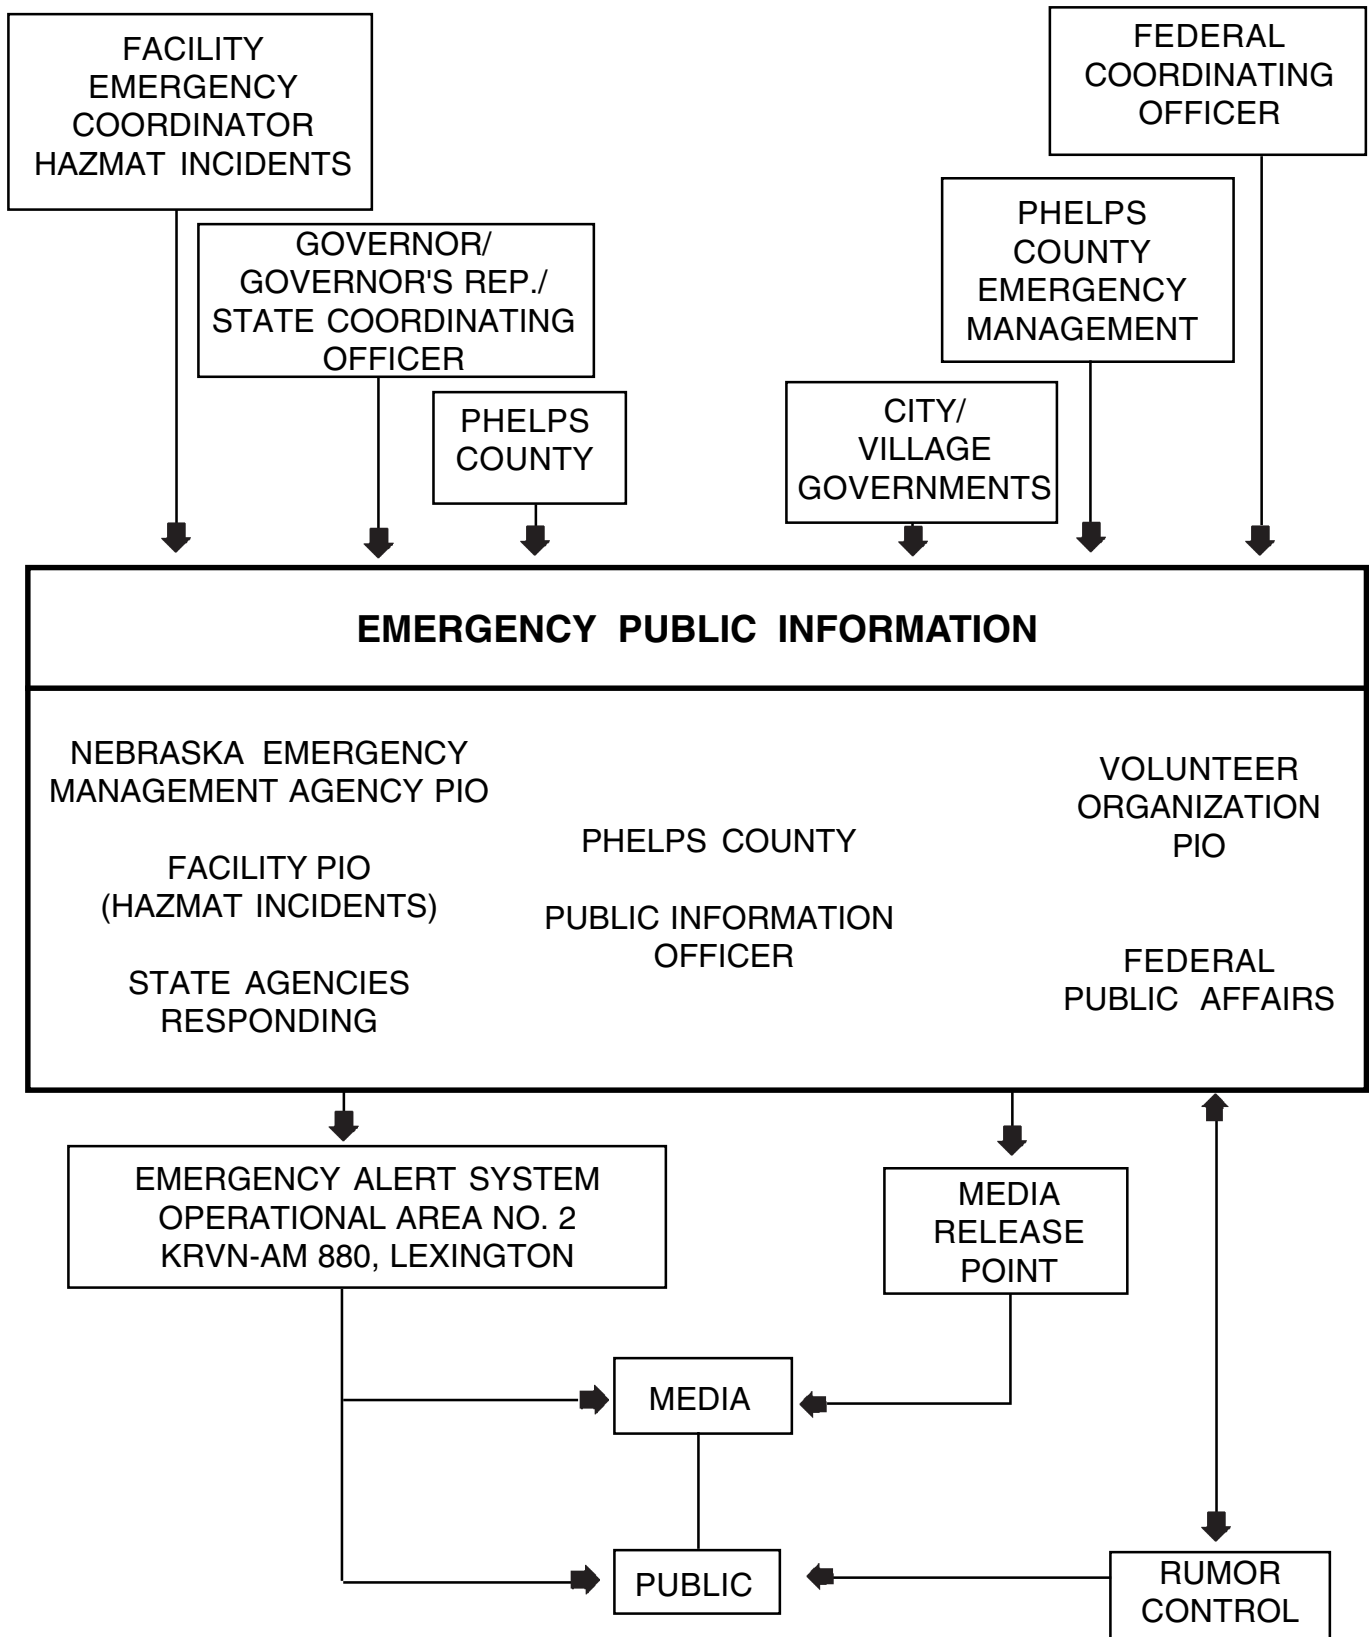 FACILITY
EMERGENCY
COORDINATOR
HAZMAT INCIDENTS
FEDERAL
COORDINATING
OFFICER
GOVERNOR/
GOVERNOR'S REP./
STATE COORDINATING
OFFICER
PHELPS
COUNTY
EMERGENCY
MANAGEMENT
PHELPS
COUNTY
CITY/
VILLAGE
GOVERNMENTS
EMERGENCY PUBLIC INFORMATION
NEBRASKA EMERGENCY
MANAGEMENT AGENCY PIO
FACILITY PIO
(HAZMAT INCIDENTS)
STATE AGENCIES
RESPONDING
PHELPS COUNTY
PUBLIC INFORMATION
OFFICER
VOLUNTEER
ORGANIZATION
PIO
FEDERAL
PUBLIC AFFAIRS
EMERGENCY ALERT SYSTEM
OPERATIONAL AREA NO. 2
KRVN-AM 880, LEXINGTON
MEDIA
RELEASE
POINT
MEDIA
PUBLIC
RUMOR
CONTROL